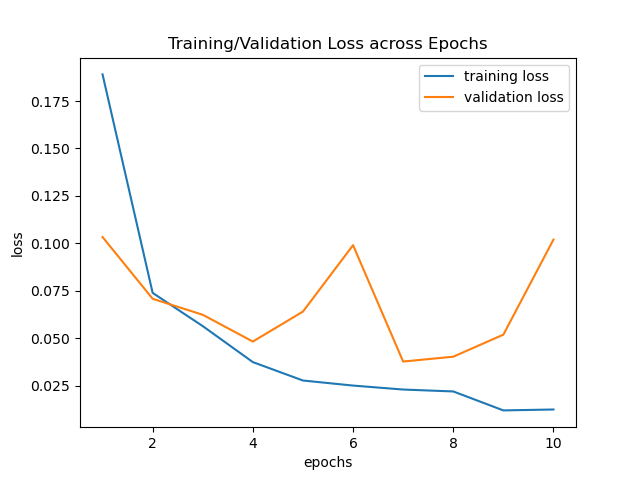 Training/Validation Loss across Epochs
training loss
validation loss
0.175
0.150
0.125
0.100
0.075
0.050
0.025
loss
2
4
6
8
10
epochs